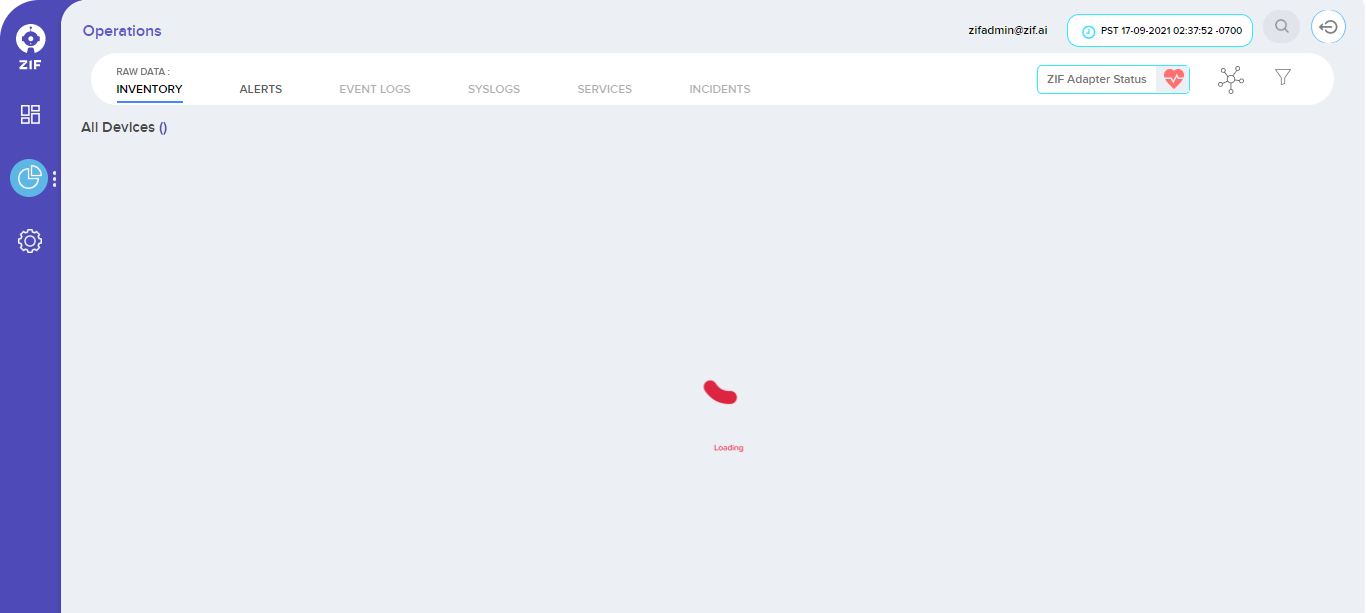 Operations
zifadmin@zif.ai
PST 17-09-2021 02:37:52 -0700
ZIF
RAW DATA :
INVENTORY
ALERTS
EVENT LOGS
SYSLOGS
SERVICES
INCIDENTS
ZIF Adapter Status
All Devices ()
Loading